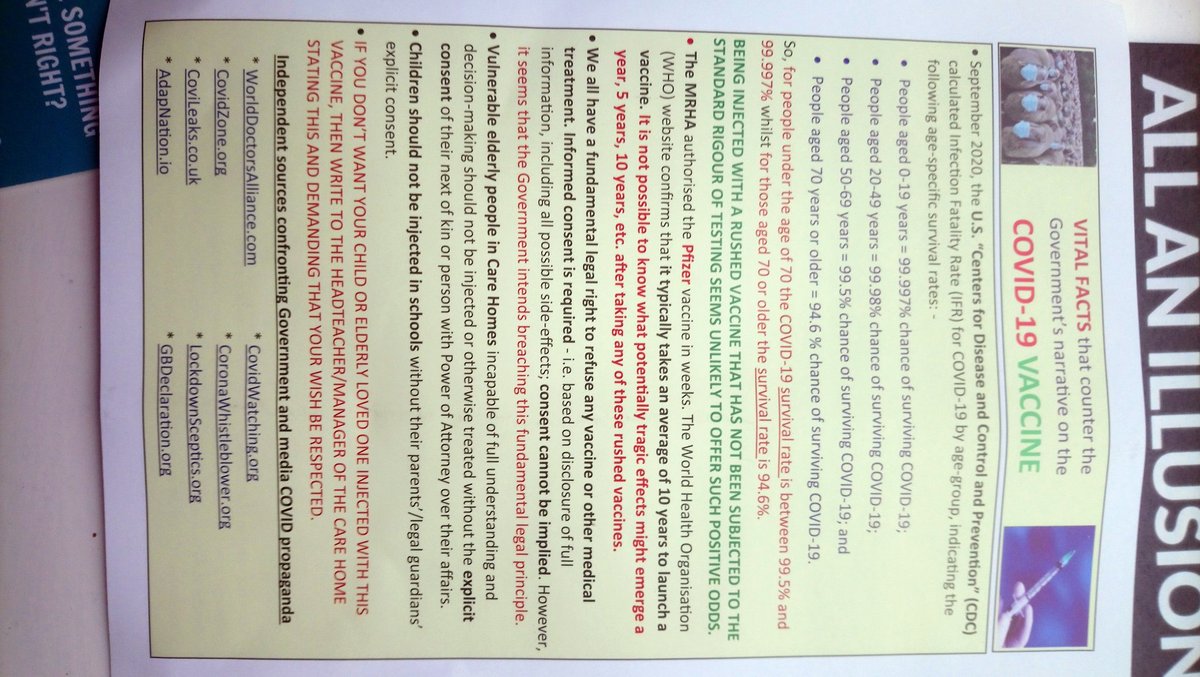 SOMETHING
N'T RIGHT?
ALL AN ILLUSION
VITAL FACTS that counter the
Government's narrative on the
COVID-19 VACCINE
• September 2020, the U.S. "Centers for Disease and Control and Prevention" (CDC)
calculated Infection Fatality Rate (IFR) for COVID-19 by age-group, indicating the
following age-specific survival rates: -
• People aged 0-19 years = 99.997% chance of surviving COVID-19;
• People aged 20-49 years = 99.98% chance of surviving COVID-19;
• People aged 50-69 years = 99.5% chance of surviving COVID-19; and
• People aged 70 years or older = 94.6 % chance of surviving COVID-19.
So, for people under the age of 70 the COVID-19 survival rate is between 99.5% and
99.997% whilst for those aged 70 or older the survival rate is 94.6%.
BEING INJECTED WITH A RUSHED VACCINE THAT HAS NOT BEEN SUBJECTED TO THE
STANDARD RIGOUR OF TESTING SEEMS UNLIKELY TO OFFER SUCH POSITIVE ODDS.
• The MRHA authorised the Pfizer vaccine in weeks. The World Health Organisation
(WHO) website confirms that it typically takes an average of 10 years to launch a
vaccine. It is not possible to know what potentially tragic effects might emerge a
year, 5 years, 10 years, etc. after taking any of these rushed vaccines.
• We all have a fundamental legal right to refuse any vaccine or other medical
treatment. Informed consent is required - i.e. based on disclosure of full
information, including all possible side-effects; consent cannot be implied. However,
it seems that the Government intends breaching this fundamental legal principle.
• Vulnerable elderly people in Care Homes incapable of full understanding and
decision-making should not be injected or otherwise treated without the explicit
consent of their next of kin or person with Power of Attorney over their affairs.
• Children should not be injected in schools without their parents'/legal guardians'
explicit consent.
• IF YOU DON'T WANT YOUR CHILD OR ELDERLY LOVED ONE INJECTED WITH THIS
VACCINE, THEN WRITE TO THE HEADTEACHER/MANAGER OF THE CARE HOME
STATING THIS AND DEMANDING THAT YOUR WISH BE RESPECTED.
Independent sources confronting Government and media COVID propaganda
* WorldDoctorsAlliance.com
* CovidWatching.org
* CovidZone.org
* CoronaWhistleblower.org
* CoviLeaks.co.uk
* LockdownSceptics.org
* AdapNation.io
* GBDeclaration.org